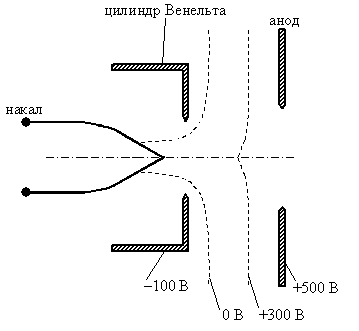 цилиндр Венельта
анод
накал
−100 В
+500 В
0 В
+300 В